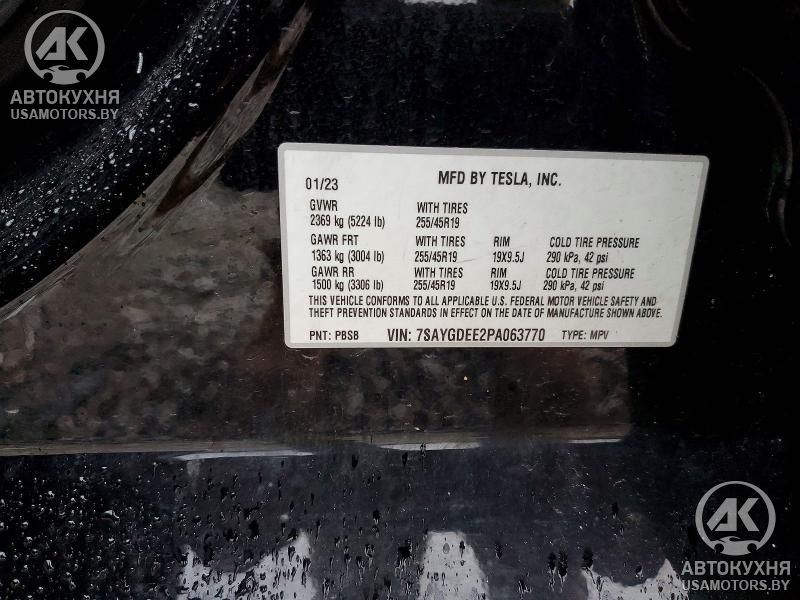 AK
АВТОКУХНЯ
USAMOTORS.BY
MFD BY TESLA, INC.
01/23
GVWR WITH TIRES
2369 kg (5224 lb) 255/45R19
GAWR FRT WITH TIRES RIM COLD TIRE PRESSURE
1363 kg (3004 lb) 255/45R19 19X9.5J 290 kPa, 42 psi
GAWR RR WITH TIRES RIM COLD TIRE PRESSURE
1500 kg (3306 lb) 255/45R19 19X9.5J 290 kPa, 42 psi
THIS VEHICLE CONFORMS TO ALL APPLICABLE U.S. FEDERAL MOTOR VEHICLE SAFETY AND
THEFT PREVENTION STANDARDS IN EFFECT ON THE DATE OF MANUFACTURE SHOWN ABOVE.
PNT: PBSB VIN: 7SAYGDEE2PA063770 TYPE: MPV
AK
АВТОКУХНЯ
USAMOTORS.BY